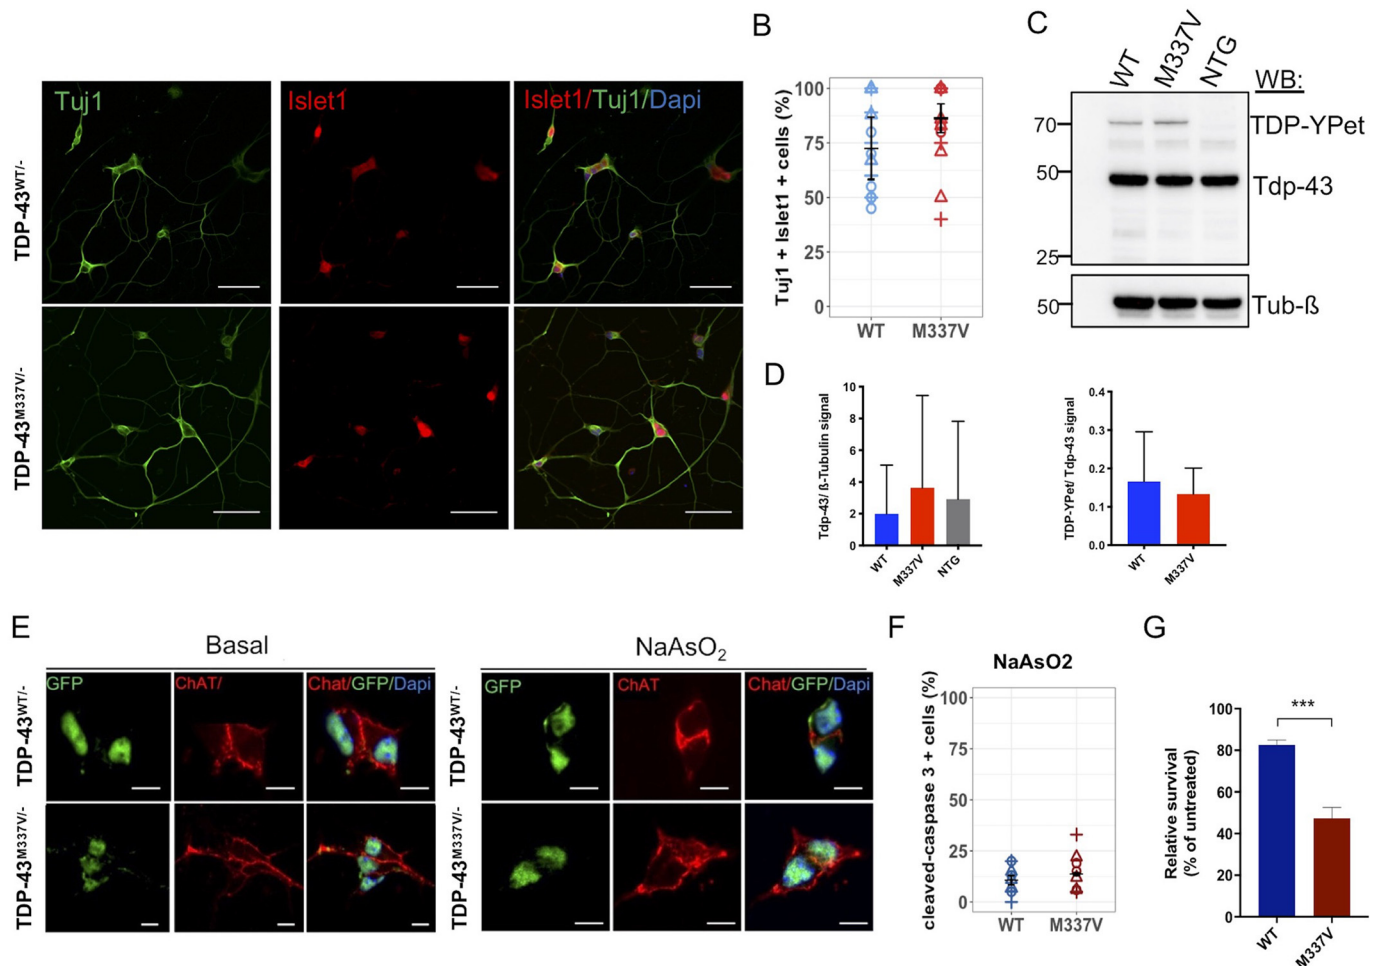 Tuj1
Islet1
Islet1/Tuj1/Dapi
TDP-43WT/-
TDP-43M337V/-
B
Tuj1 + Islet1 + cells (%)
100
75
50
25
0
WT
M337V
C
WT
M337V
NTG
WB:
70
50
25
50
TDP-YPet
Tdp-43
Tub-ß
D
Tdp-43/ ß-Tubulin signal
10
8
6
4
2
0
WT
M337V
NTG
TDP-YPet/ Tdp-43 signal
0.4
0.3
0.2
0.1
0.0
WT
M337V
E
Basal
GFP
ChAT/
Chat/GFP/Dapi
TDP-43WT/-
TDP-43M337V/-
NaAsO2
GFP
ChAT
Chat/GFP/Dapi
TDP-43WT/-
TDP-43M337V/-
F
NaAsO2
cleaved-caspase 3 + cells (%)
100
75
50
25
0
WT
M337V
G
Relative survival
(% of untreated)
100
80
60
40
20
0
***
WT
M337V